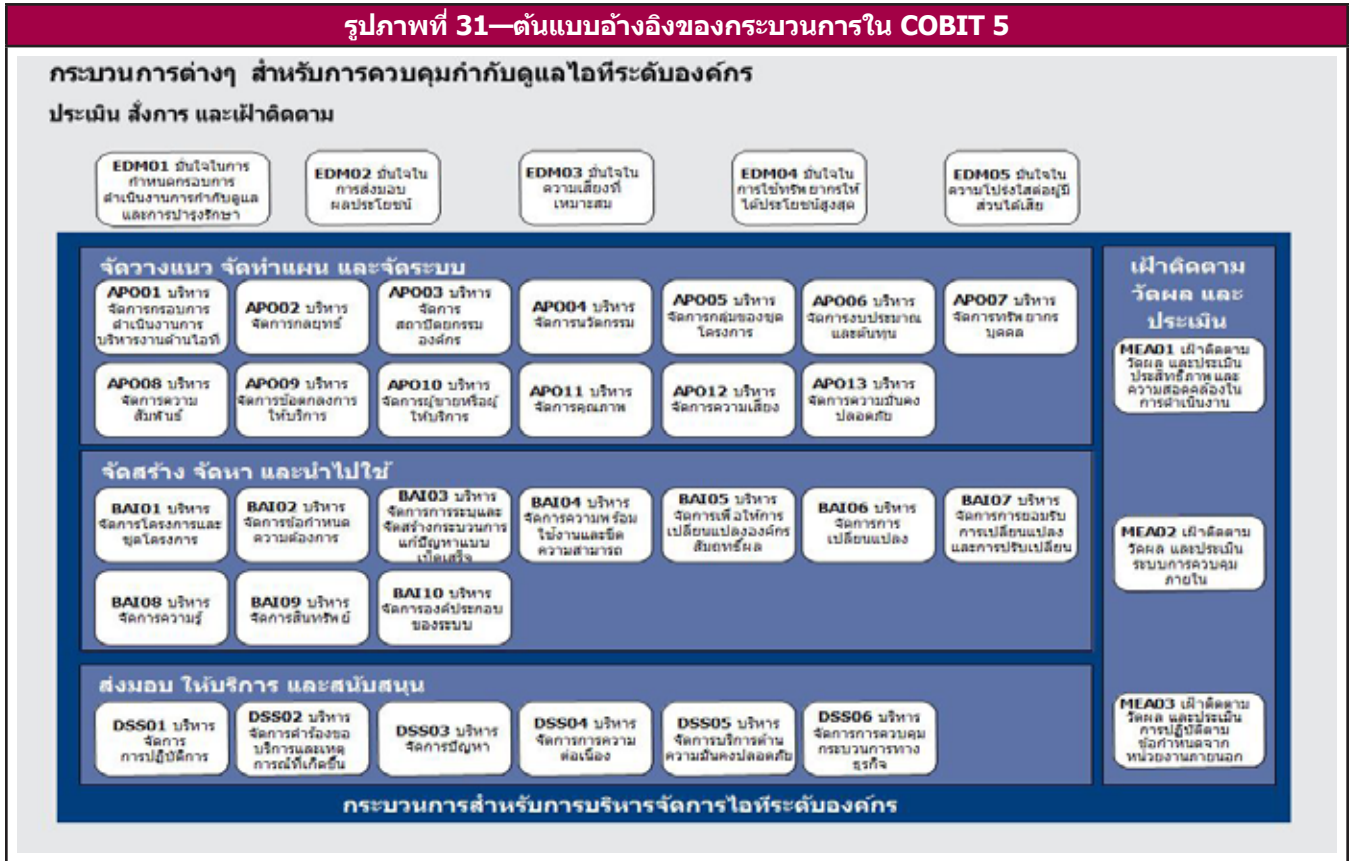 รูปภาพที่ 31—ต้นแบบอ้างอิงของกระบวนการใน COBIT 5
กระบวนการต่างๆ สำหรับการควบคุมกำกับดูแลไอทีระดับองค์กร
ประเมิน สั่งการ และเฝ้าติดตาม
EDM01 มั่นใจในการ
กำหนดกรอบการ
ดำเนินงานการกำกับดูแล
และการบำรุงรักษา
EDM02 มั่นใจใน
การส่งมอบ
ผลประโยชน์
EDM03 มั่นใจใน
ความเสี่ยงที่
เหมาะสม
EDM04 มั่นใจใน
การใช้ทรัพยากรให้
ได้ประโยชน์สูงสุด
EDM05 มั่นใจใน
ความโปร่งใสต่อผู้มี
ส่วนได้เสีย
จัดวางแนว จัดทำแผน และจัดระบบ
APO01 บริหาร
จัดการกรอบการ
ดำเนินงานการ
บริหารงานด้านไอที
APO02 บริหาร
จัดการกลยุทธ์
APO03 บริหาร
จัดการ
สถาปัตยกรรม
องค์กร
APO04 บริหาร
จัดการนวัตกรรม
APO05 บริหาร
จัดการกลุ่มของชุด
โครงการ
APO06 บริหาร
จัดการงบประมาณ
และต้นทุน
APO07 บริหาร
จัดการทรัพยากร
บุคคล
APO08 บริหาร
จัดการความ
สัมพันธ์
APO09 บริหาร
จัดการข้อตกลงการ
ให้บริการ
APO10 บริหาร
จัดการผู้ขายหรือผู้
ให้บริการ
APO11 บริหาร
จัดการคุณภาพ
APO12 บริหาร
จัดการความเสี่ยง
APO13 บริหาร
จัดการความมั่นคง
ปลอดภัย
จัดสร้าง จัดหา และนำไปใช้
BAI01 บริหาร
จัดการโครงการและ
ชุดโครงการ
BAI02 บริหาร
จัดการข้อกำหนด
ความต้องการ
BAI03 บริหาร
จัดการการระบุและ
จัดสร้างกระบวนการ
แก้ปัญหาแบบ
เบ็ดเสร็จ
BAI04 บริหาร
จัดการความพร้อม
ใช้งานและขีด
ความสามารถ
BAI05 บริหาร
จัดการเพื่อให้การ
เปลี่ยนแปลงองค์กร
สัมฤทธิ์ผล
BAI06 บริหาร
จัดการการ
เปลี่ยนแปลง
BAI07 บริหาร
จัดการการยอมรับ
การเปลี่ยนแปลง
และการปรับเปลี่ยน
BAI08 บริหาร
จัดการความรู้
BAI09 บริหาร
จัดการสินทรัพย์
BAI10 บริหาร
จัดการองค์ประกอบ
ของระบบ
ส่งมอบ ให้บริการ และสนับสนุน
DSS01 บริหาร
จัดการ
การปฏิบัติการ
DSS02 บริหาร
จัดการคำร้องขอ
บริการและเหตุ
การณ์ที่เกิดขึ้น
DSS03 บริหาร
จัดการปัญหา
DSS04 บริหาร
จัดการการความ
ต่อเนื่อง
DSS05 บริหาร
จัดการบริการด้าน
ความมั่นคงปลอดภัย
DSS06 บริหาร
จัดการการควบคุม
กระบวนการทาง
ธุรกิจ
เฝ้าติดตาม
วัดผล และ
ประเมิน
MEA01 เฝ้าติดตาม
วัดผล และประเมิน
ประสิทธิภาพและ
ความสอดคล้องใน
การดำเนินงาน
MEA02 เฝ้าติดตาม
วัดผล และประเมิน
ระบบการควบคุม
ภายใน
MEA03 เฝ้าติดตาม
วัดผล และประเมิน
การปฏิบัติตาม
ข้อกำหนดจาก
หน่วยงานภายนอก
กระบวนการสำหรับการบริหารจัดการไอทีระดับองค์กร